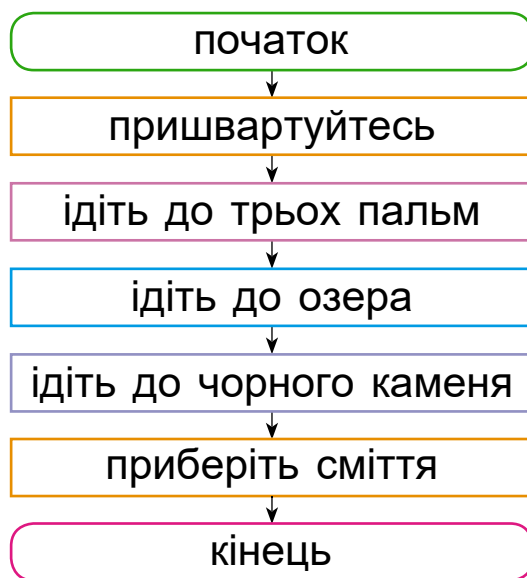 початок
пришвартуйтесь
ідіть до трьох пальм
ідіть до озера
ідіть до чорного каменя
приберіть сміття
кінець